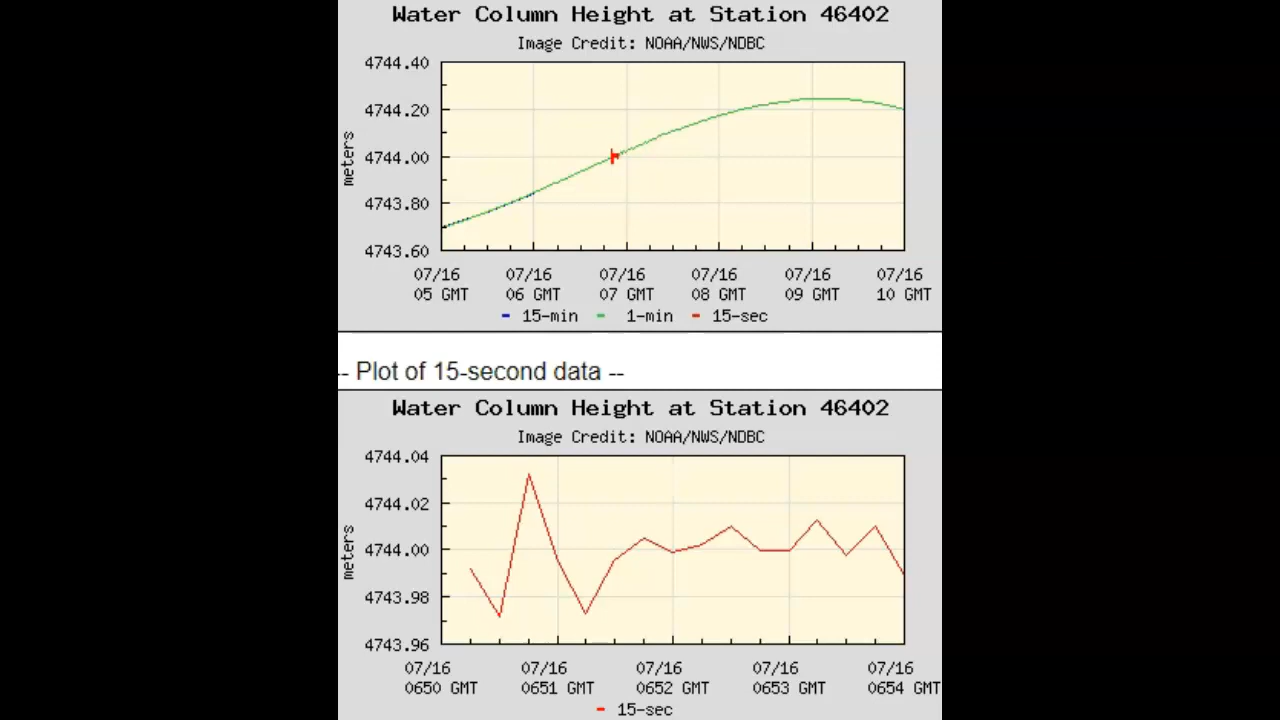 Water Column Height at Station 46402
Image Credit: NOAA/NWS/NDBC
4744.40
4744.20
4744.00
4743.80
4743.60
meters
07/16 07/16 07/16 07/16 07/16 07/16
05 GMT 06 GMT 07 GMT 08 GMT 09 GMT 10 GMT
15-min 1-min 15-sec
-- Plot of 15-second data --
Water Column Height at Station 46402
Image Credit: NOAA/NWS/NDBC
4744.04
4744.02
4744.00
4743.98
4743.96
meters
07/16 07/16 07/16 07/16 07/16
0650 GMT 0651 GMT 0652 GMT 0653 GMT 0654 GMT
15-sec